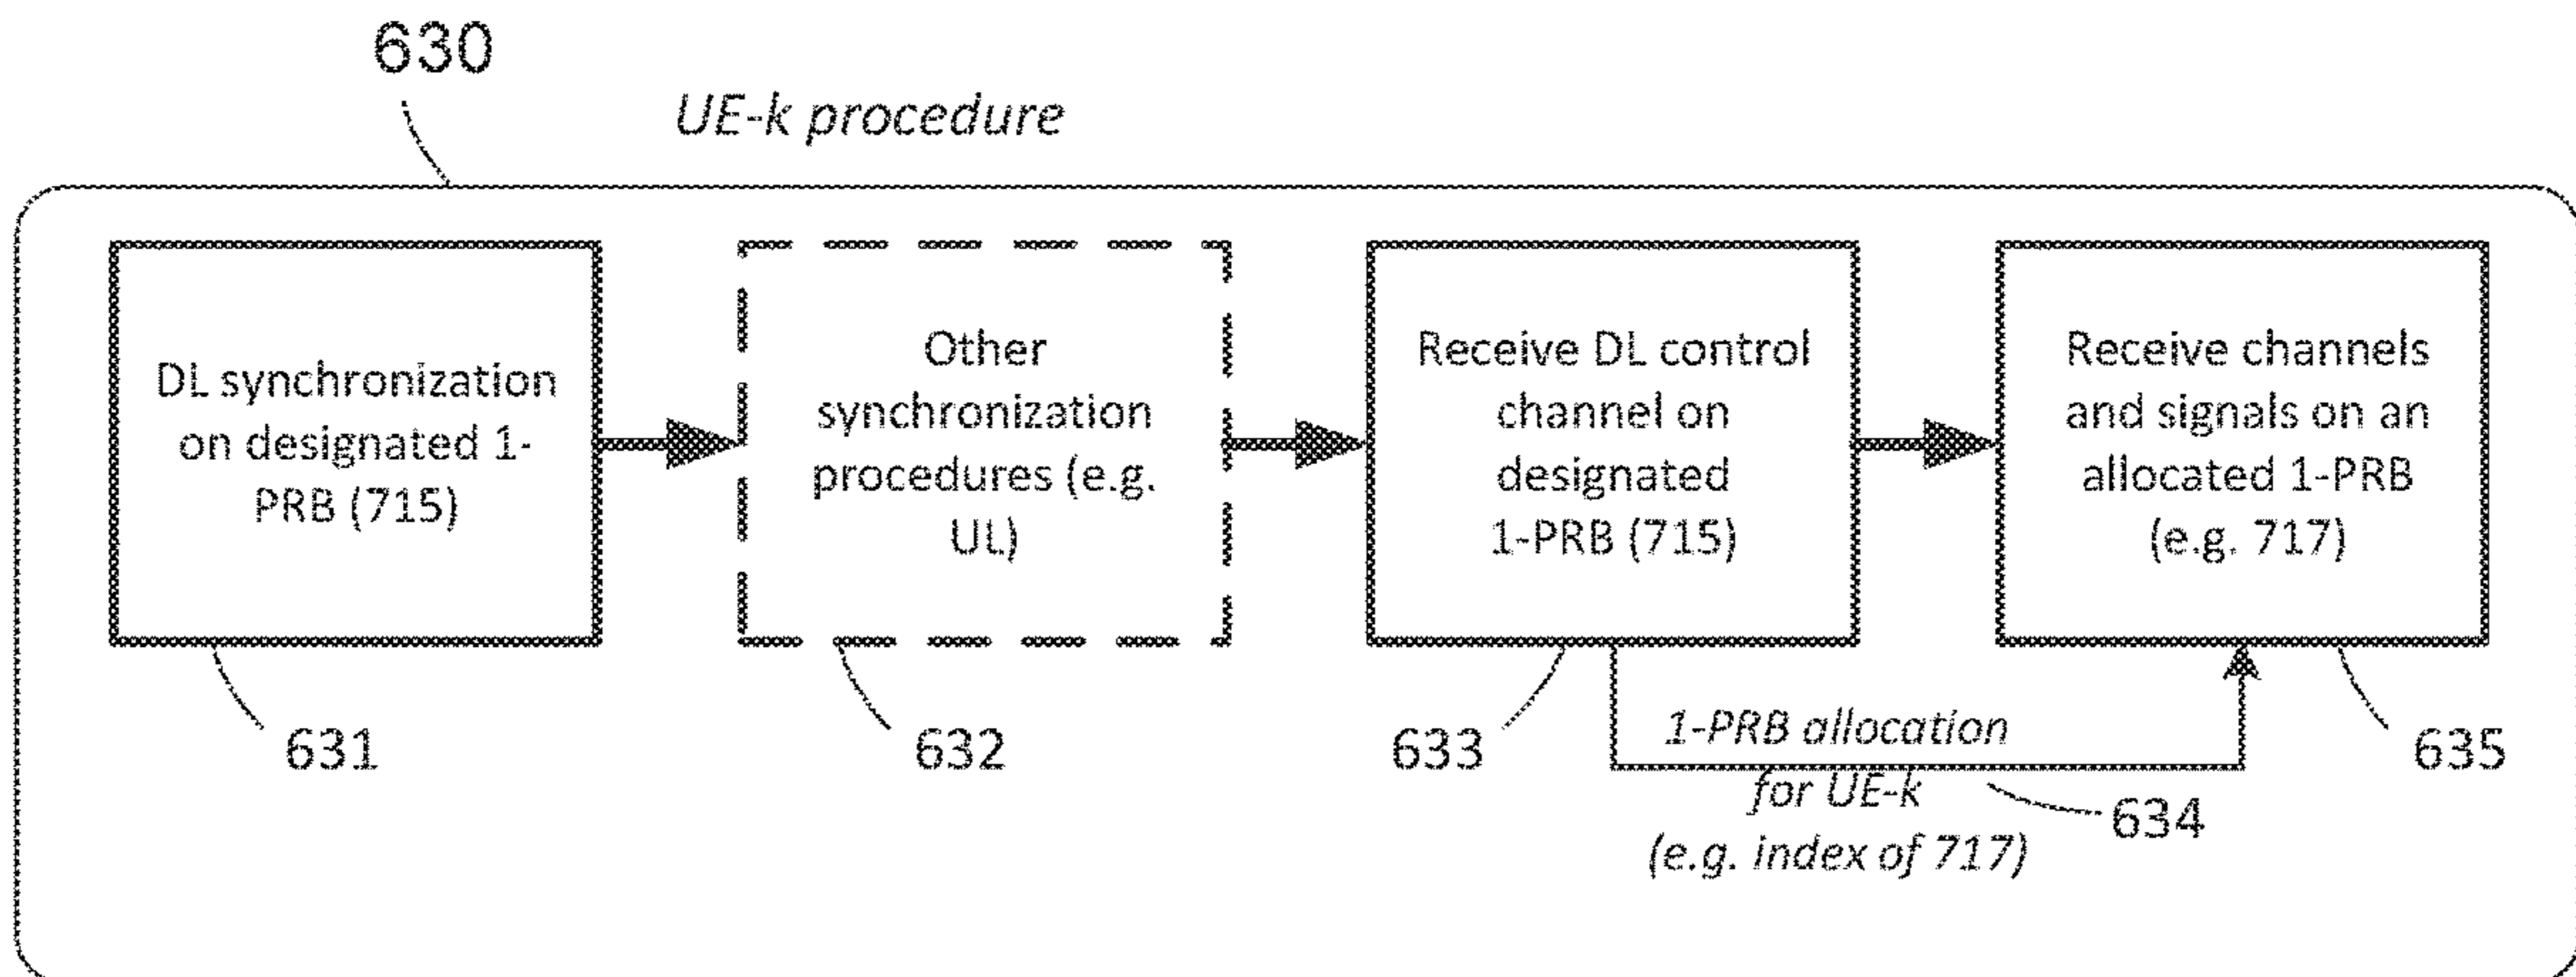 630
UE-k procedure
DL synchronization
on designated 1-
PRB (715)
Other
synchronization
procedures (e.g.
UL)
Receive DL control
channel on
designated
1-PRB (715)
Receive channels
and signals on an
allocated 1-PRB
(e.g. 717)
631
632
633
1-PRB allocation
for UE-k
(e.g. index of 717)
634
635